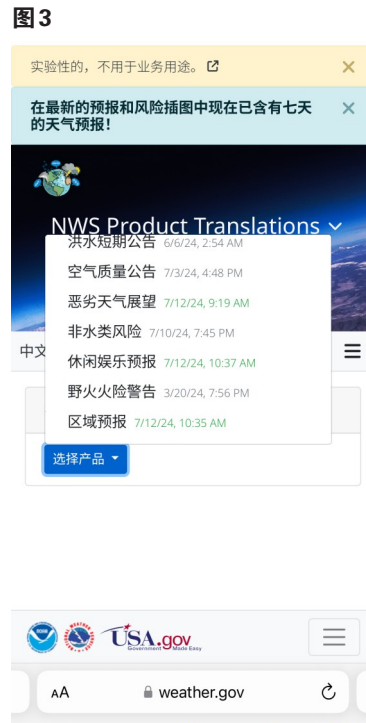 图3
实验性的，不用于业务用途。
在最新的预报和风险插图中现在已含有七天
的天气预报！
NWS Product Translations
洪水短期公告 6/6/24, 2:54 AM
空气质量公告 7/3/24, 4:48 PM
恶劣天气展望 7/12/24, 9:19 AM
非水类风险 7/10/24, 7:45 PM
中文
休闲娱乐预报 7/12/24, 10:37 AM
野火火险警告 3/20/24, 7:56 PM
区域预报 7/12/24, 10:35 AM
选择产品
USA.gov
Government Made Easy
AA weather.gov